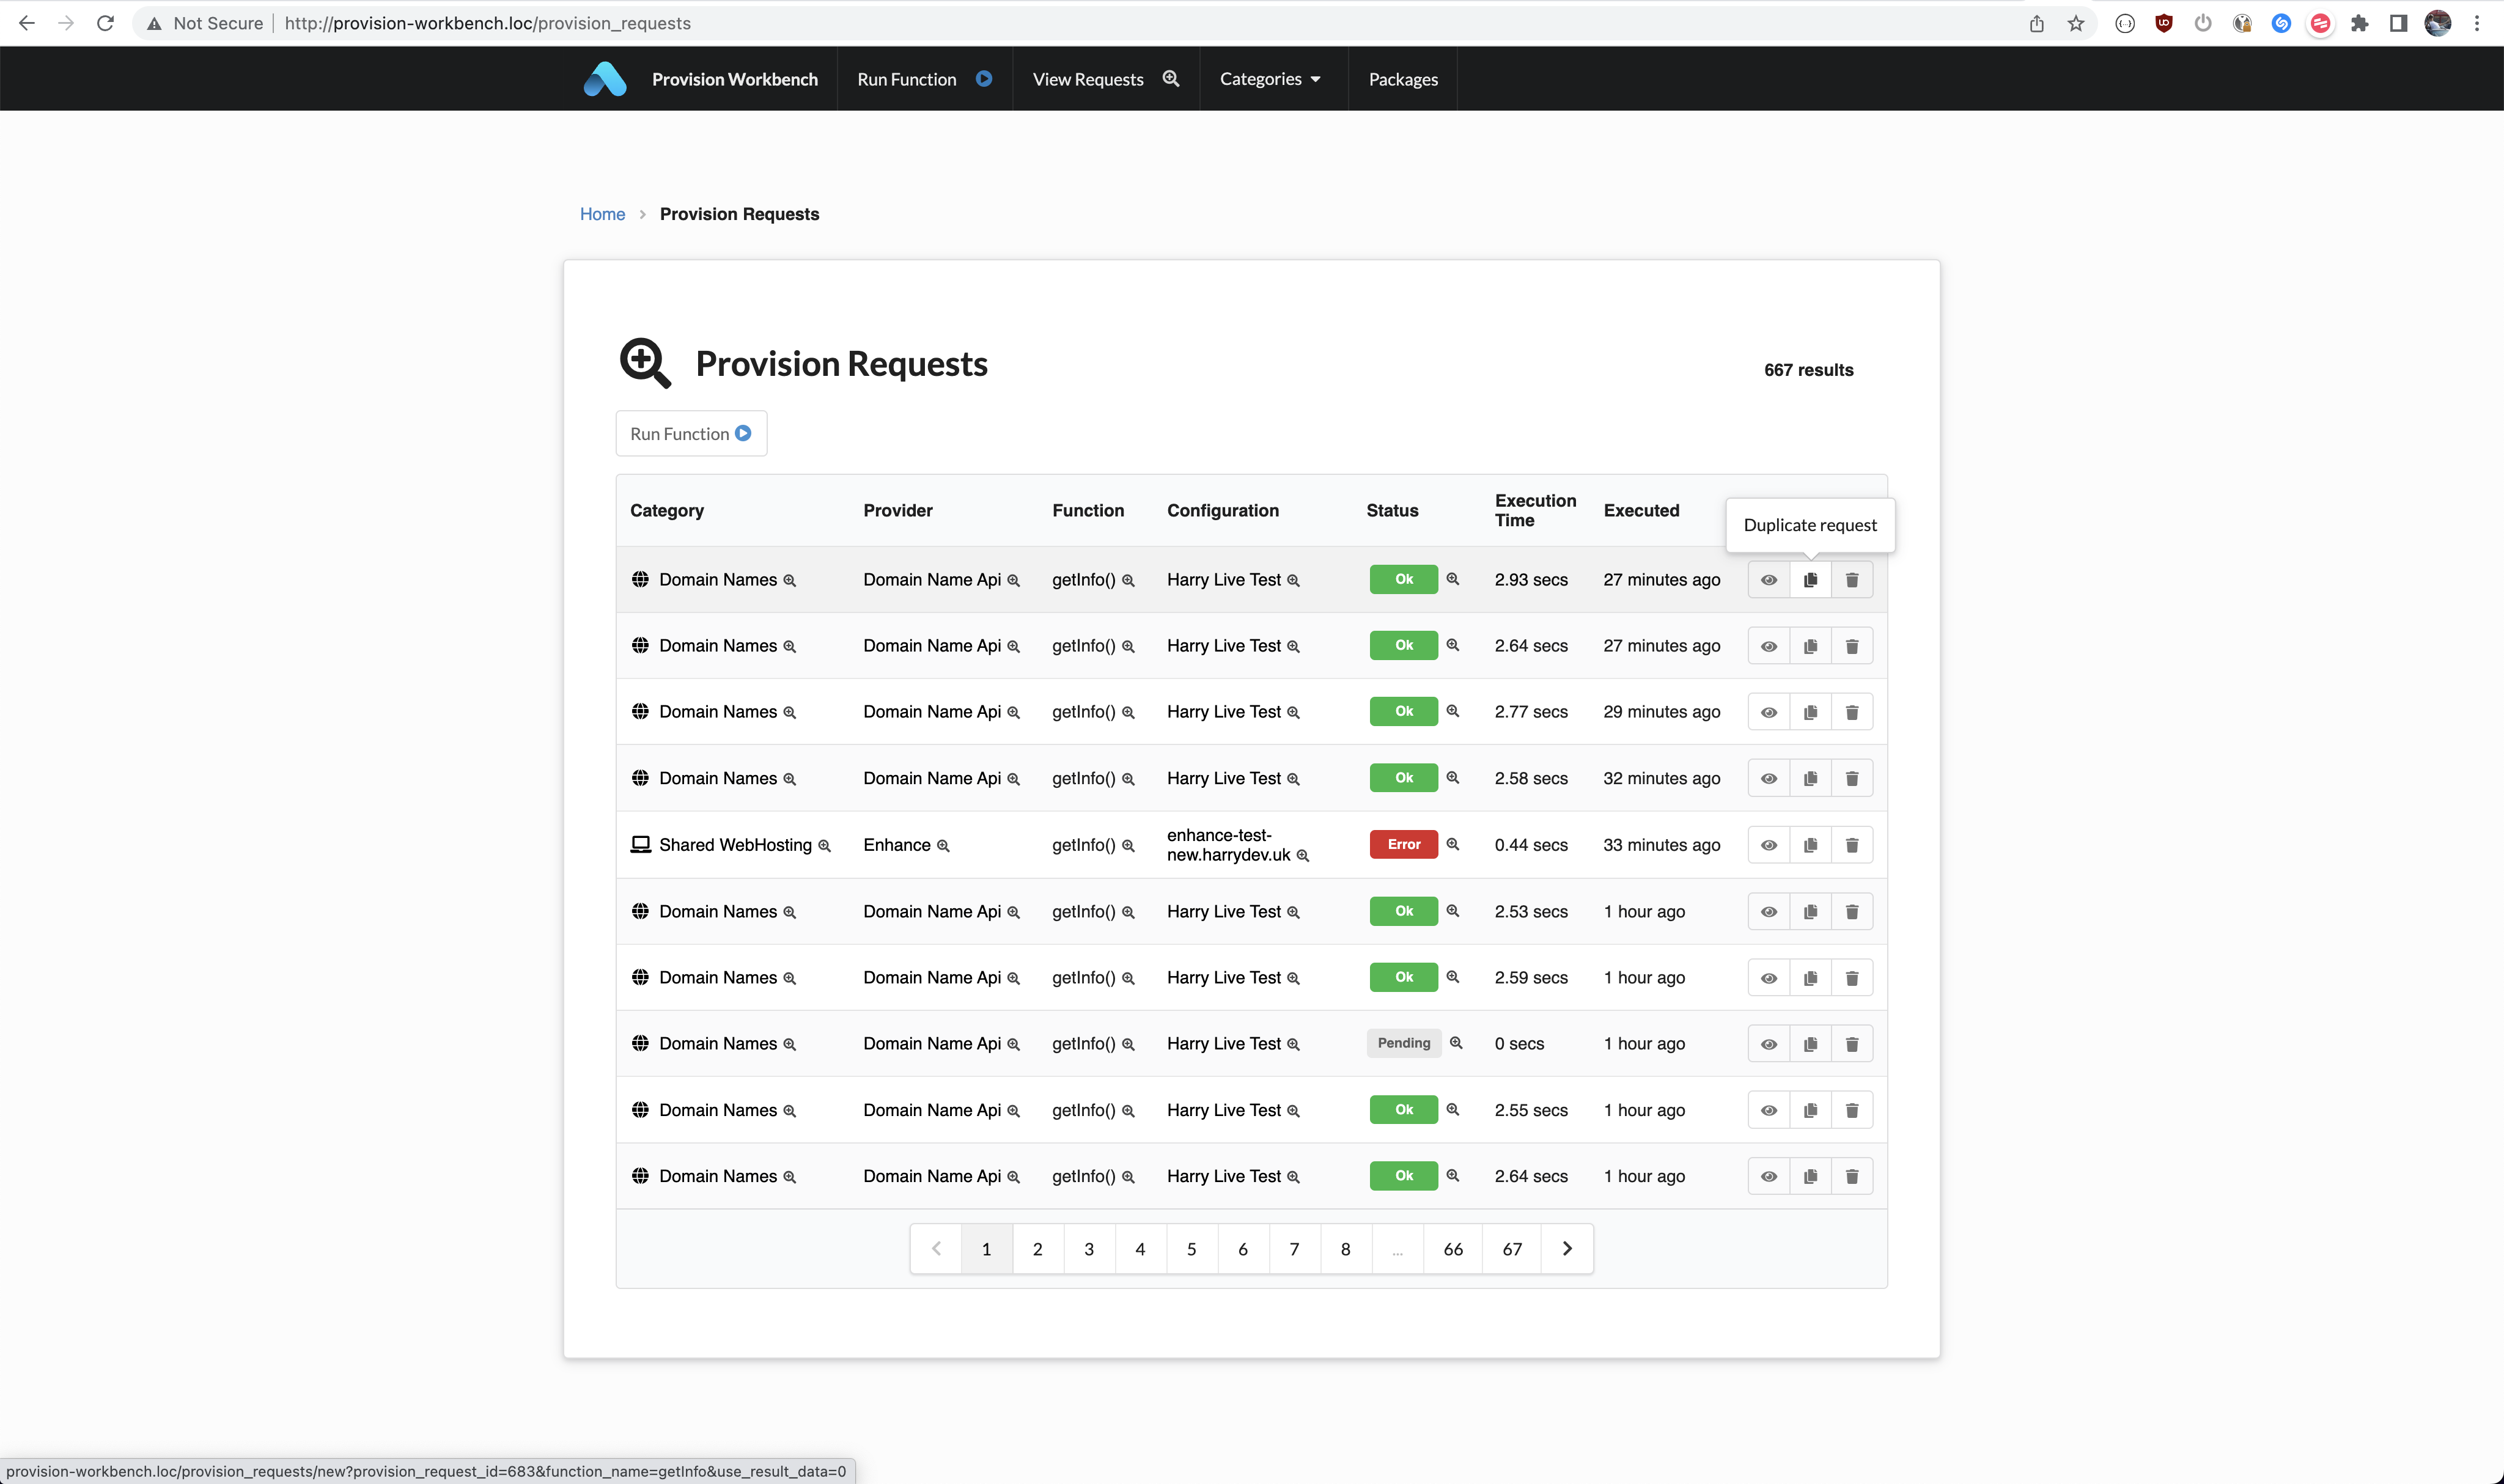 Not Secure http://provision-workbench.loc/provision_requests
Provision Workbench Run Function View Requests Categories Packages
Home Provision Requests
Provision Requests
667 results
Run Function
Category Provider Function Configuration Status Execution Time Executed
Duplicate request
Domain Names Domain Name Api getInfo() Harry Live Test Ok 2.93 secs 27 minutes ago
Domain Names Domain Name Api getInfo() Harry Live Test Ok 2.64 secs 27 minutes ago
Domain Names Domain Name Api getInfo() Harry Live Test Ok 2.77 secs 29 minutes ago
Domain Names Domain Name Api getInfo() Harry Live Test Ok 2.58 secs 32 minutes ago
Shared WebHosting Enhance getInfo() enhance-test-new.harrydev.uk Error 0.44 secs 33 minutes ago
Domain Names Domain Name Api getInfo() Harry Live Test Ok 2.53 secs 1 hour ago
Domain Names Domain Name Api getInfo() Harry Live Test Ok 2.59 secs 1 hour ago
Domain Names Domain Name Api getInfo() Harry Live Test Pending 0 secs 1 hour ago
Domain Names Domain Name Api getInfo() Harry Live Test Ok 2.55 secs 1 hour ago
Domain Names Domain Name Api getInfo() Harry Live Test Ok 2.64 secs 1 hour ago
1 2 3 4 5 6 7 8 ... 66 67
provision-workbench.loc/provision_requests/new?provision_request_id=683&function_name=getInfo&use_result_data=0